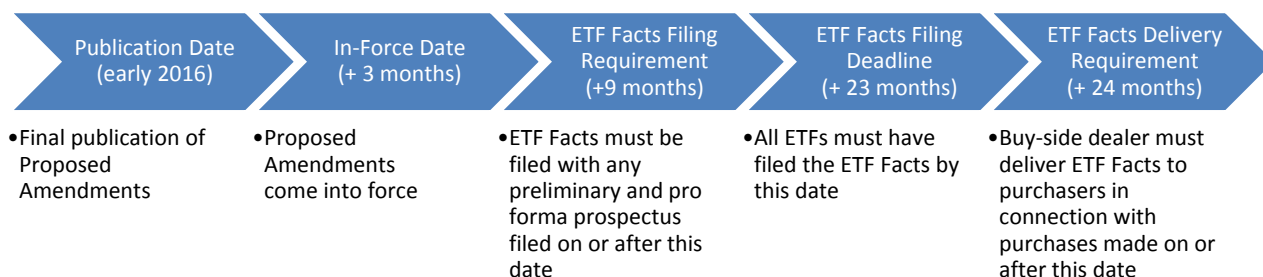 Publication Date
(early 2016)
In-Force Date
(+ 3 months)
ETF Facts Filing
Requirement
(+9 months)
ETF Facts Filing
Deadline
(+ 23 months)
ETF Facts Delivery
Requirement
(+ 24 months)
•Final publication of
Proposed
Amendments
•Proposed
Amendments
come into force
•ETF Facts must be
filed with any
preliminary and pro
forma prospectus
filed on or after this
date
•All ETFs must have
filed the ETF Facts by
this date
•Buy-side dealer must
deliver ETF Facts to
purchasers in
connection with
purchases made on or
after this date